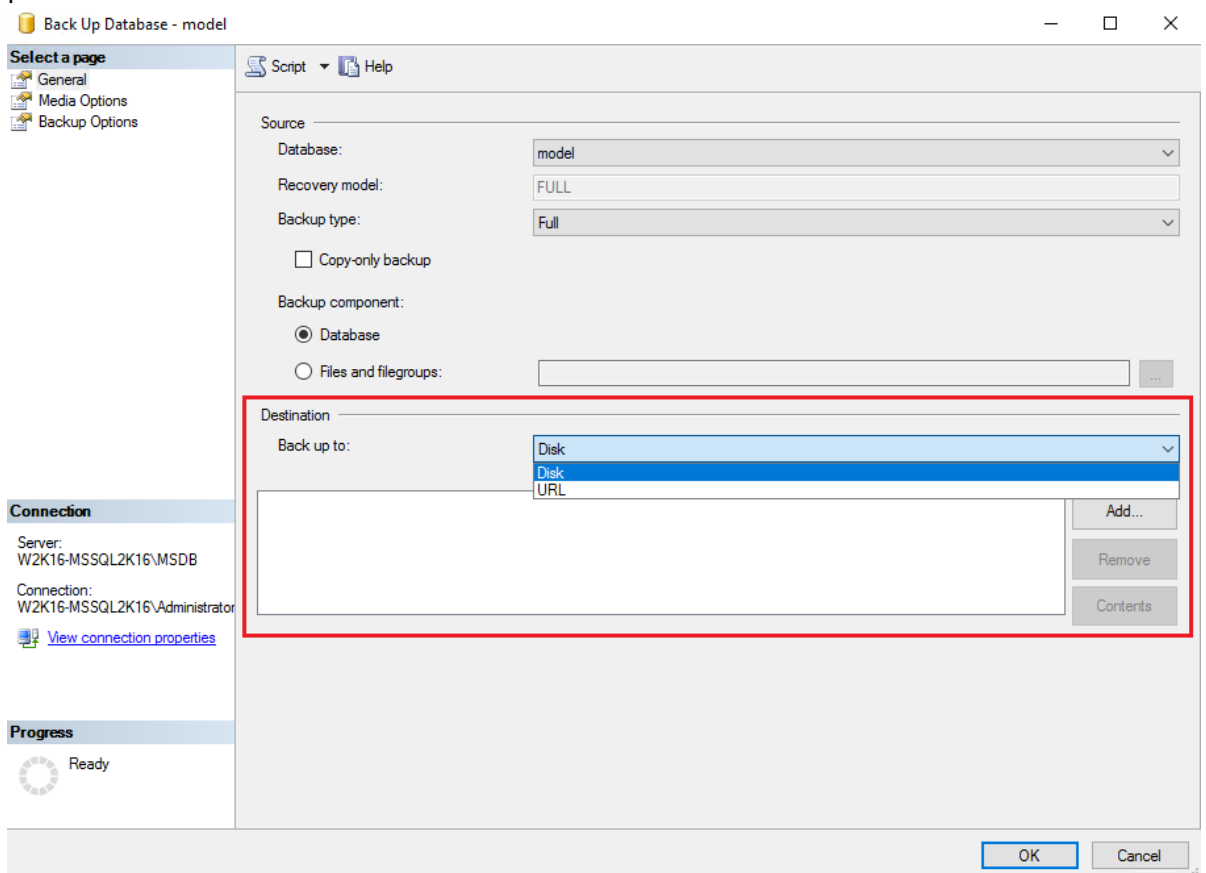 Back Up Database - model
Select a page
General
Media Options
Backup Options
Script
Help
Source
Database:
model
Recovery model:
FULL
Backup type:
Full
Copy-only backup
Backup component:
Database
Files and filegroups:
...
Destination
Back up to:
Disk
Disk
URL
Add...
Remove
Contents
Connection
Server:
W2K16-MSSQL2K16\MSDB
Connection:
W2K16-MSSQL2K16\Administrator
View connection properties
Progress
Ready
OK
Cancel